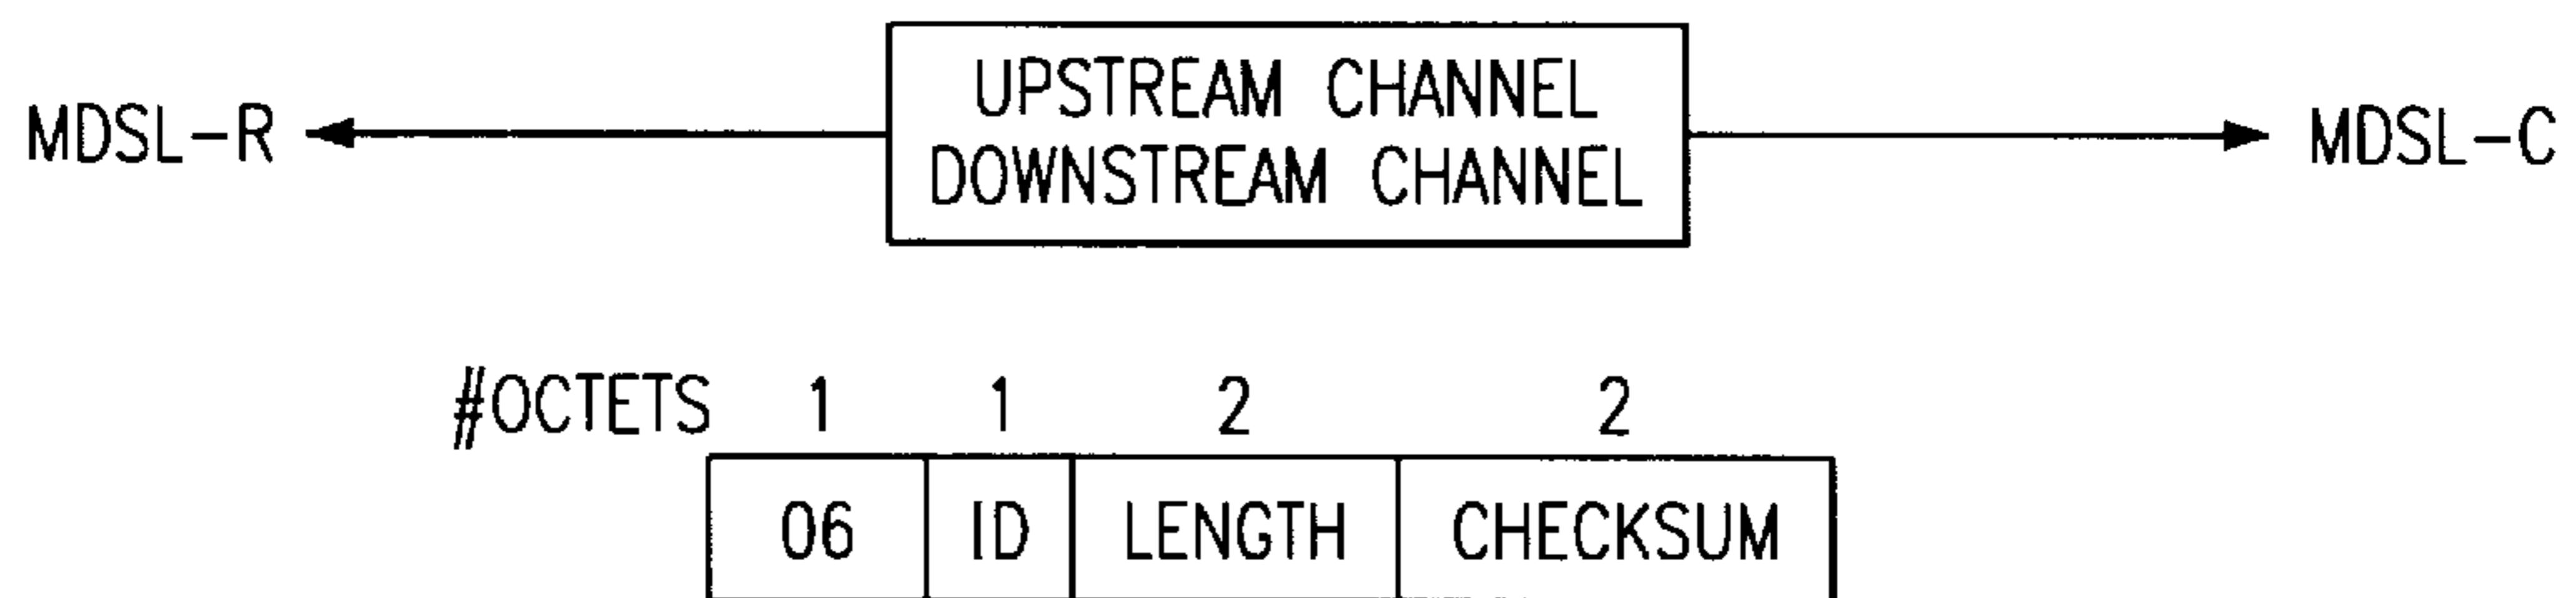 UPSTREAM CHANNEL
MDSL-R
MDSL-C
DOWNSTREAM CHANNEL
#OCTETS 1 1 2 2
06 ID LENGTH CHECKSUM